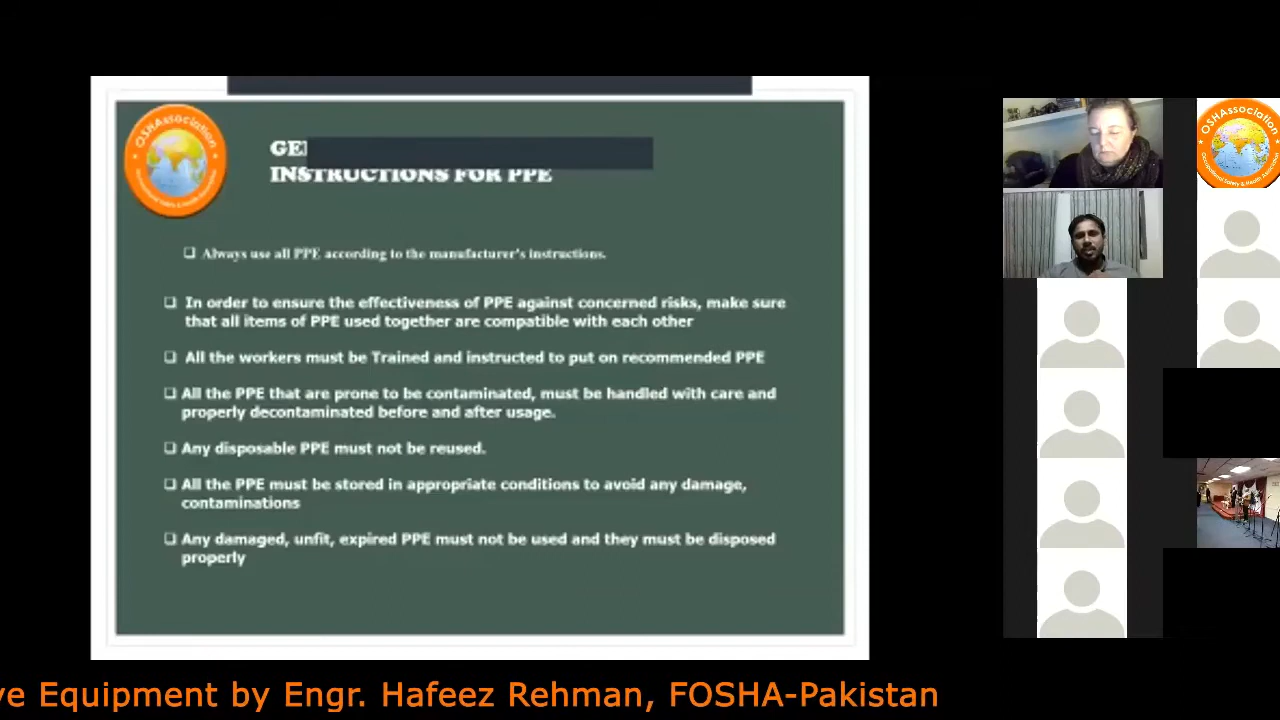 OSHAssociation
GE
INSTRUCTIONS FOR PPE
❑ Always use all PPE according to the manufacturer's instructions.
❑ In order to ensure the effectiveness of PPE against concerned risks, make sure
that all items of PPE used together are compatible with each other
❑ All the workers must be Trained and instructed to put on recommended PPE
❑ All the PPE that are prone to be contaminated, must be handled with care and
properly decontaminated before and after usage.
❑ Any disposable PPE must not be reused.
❑ All the PPE must be stored in appropriate conditions to avoid any damage,
contaminations
❑ Any damaged, unfit, expired PPE must not be used and they must be disposed
properly
OSHAssociation
Occupational Safety & Health Association
ve Equipment by Engr. Hafeez Rehman, FOSHA-Pakistan